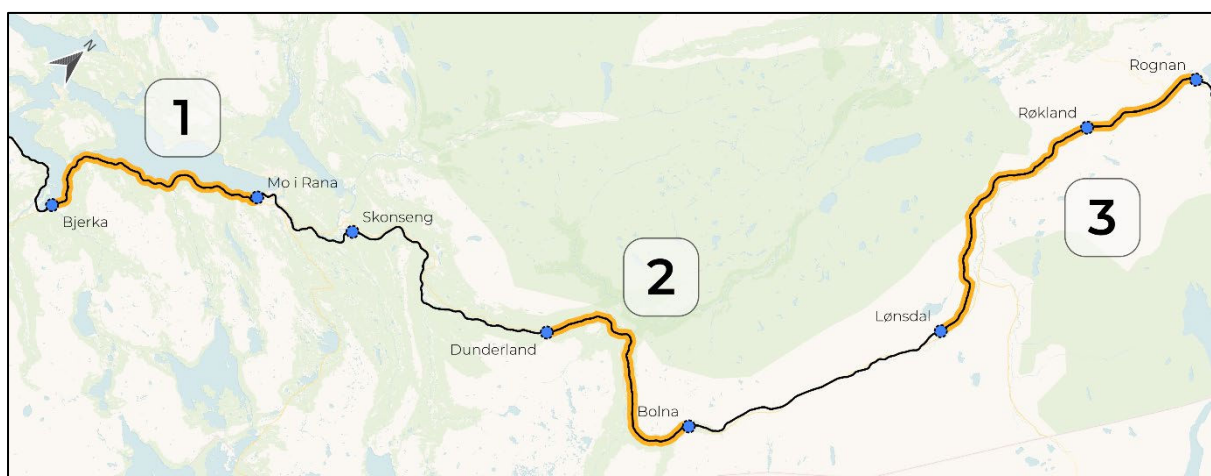 N
1
Rognan
Røkland
Mo i Rana
Bjerka
Skonseng
3
2
Lønsdal
Dunderland
Bolna